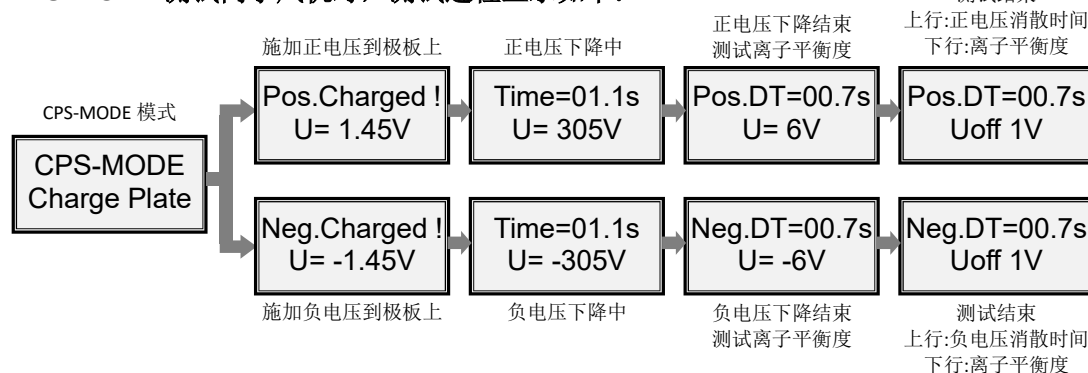 测试结束
正电压下降结束
上行:正电压消散时间
施加正电压到极板上
正电压下降中
测试离子平衡度
下行:离子平衡度
Pos.Charged !
U= 1.45V
Time=01.1s
U= 305V
Pos.DT=00.7s
U= 6V
Pos.DT=00.7s
Uoff 1V
CPS-MODE 模式
CPS-MODE
Charge Plate
Neg.Charged !
U= -1.45V
Time=01.1s
U= -305V
Neg.DT=00.7s
U= -6V
Neg.DT=00.7s
Uoff 1V
施加负电压到极板上
负电压下降中
负电压下降结束
测试离子平衡度
测试结束
上行:负电压消散时间
下行:离子平衡度